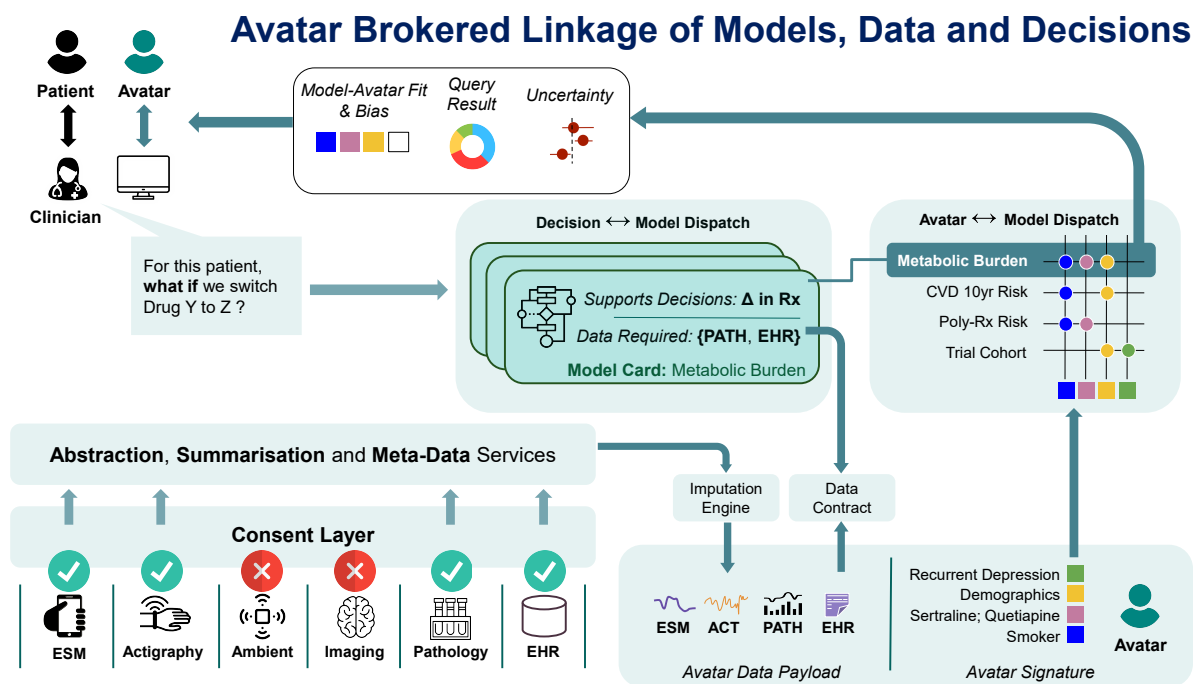 Avatar Brokered Linkage of Models, Data and Decisions
Patient
Avatar
Clinician
Model-Avatar Fit
& Bias
Query
Result
Uncertainty
For this patient,
what if we switch
Drug Y to Z ?
Decision ↔ Model Dispatch
Supports Decisions: Δ in Rx
Data Required: {PATH, EHR}
Model Card: Metabolic Burden
Avatar ↔ Model Dispatch
Metabolic Burden
CVD 10yr Risk
Poly-Rx Risk
Trial Cohort
Abstraction, Summarisation and Meta-Data Services
Imputation
Engine
Data
Contract
Consent Layer
ESM
Actigraphy
Ambient
Imaging
Pathology
EHR
ESM
ACT
PATH
EHR
Avatar Data Payload
Recurrent Depression
Demographics
Sertraline; Quetiapine
Smoker
Avatar
Avatar Signature